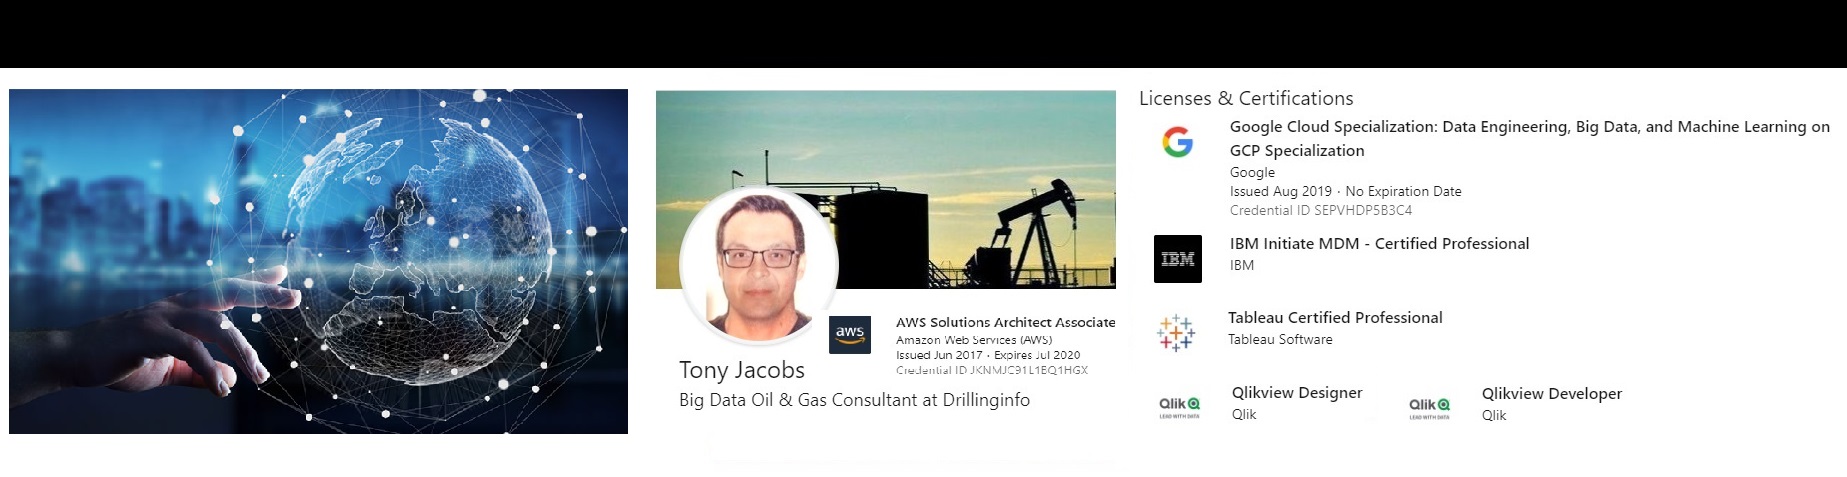 aws
AWS Solutions Architect Associate
Amazon Web Services (AWS)
Issued Jun 2017 · Expires Jul 2020
Credential ID JKNMJC91L1EQ1HGX
Tony Jacobs
Big Data Oil & Gas Consultant at Drillinginfo
Licenses & Certifications
Google Cloud Specialization: Data Engineering, Big Data, and Machine Learning on
GCP Specialization
Google
Issued Aug 2019 · No Expiration Date
Credential ID SEPVHDP5B3C4
IBM
IBM Initiate MDM - Certified Professional
IBM
Tableau Certified Professional
Tableau Software
Qlik
LEAD WITH DATA
Qlikview Designer
Qlik
Qlik
LEAD WITH DATA
Qlikview Developer
Qlik